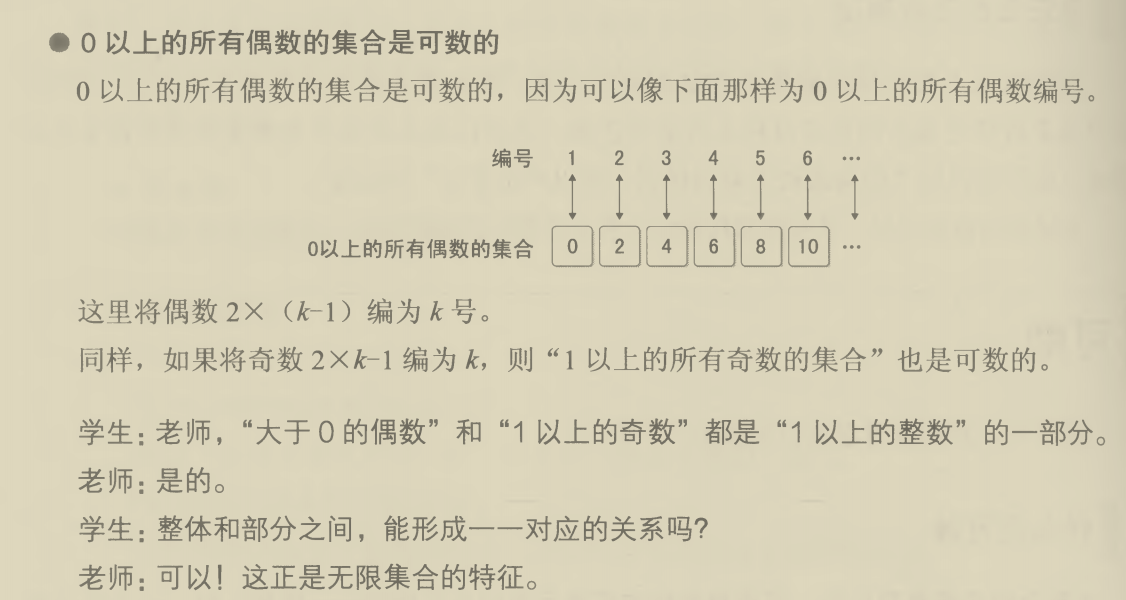 ● 0 以上的所有偶数的集合是可数的
0 以上的所有偶数的集合是可数的，因为可以像下面那样为 0 以上的所有偶数编号。
编号 1 2 3 4 5 6 …
0以上的所有偶数的集合 0 2 4 6 8 10 …
这里将偶数 2×（k-1）编为 k 号。
同样，如果将奇数 2×k-1 编为 k，则“1 以上的所有奇数的集合”也是可数的。
学生：老师，“大于 0 的偶数”和“1 以上的奇数”都是“1 以上的整数”的一部分。
老师：是的。
学生：整体和部分之间，能形成一一对应的关系吗？
老师：可以！这正是无限集合的特征。